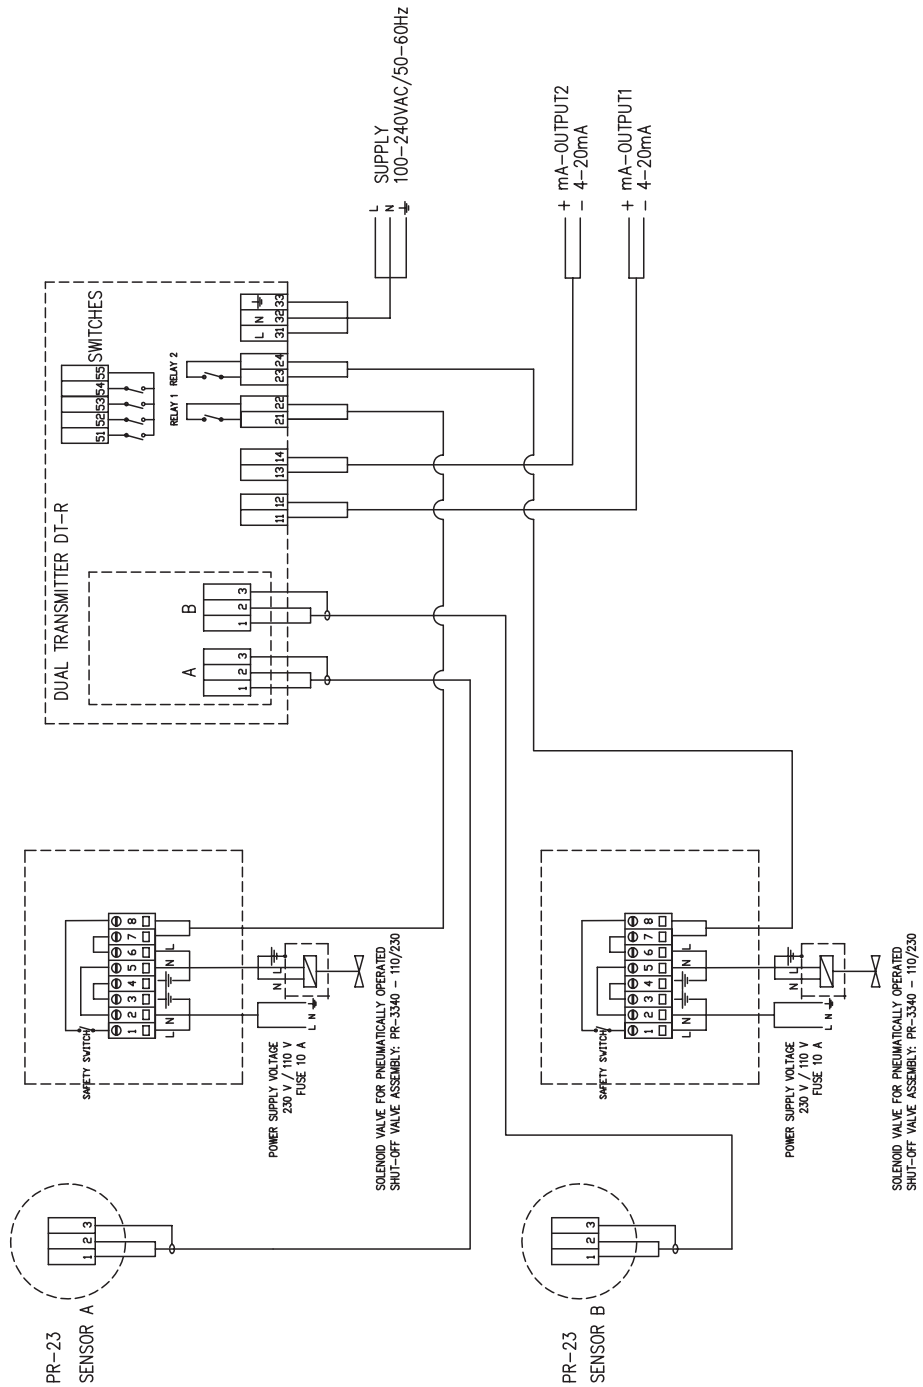 DUAL TRANSMITTER DT-R
SWITCHES
51 52 53 54 55
RELAY 1 RELAY 2
A
1 2 3
B
1 2 3
11 12
13 14
21 22
23 24
L N
31 32 33
L
N
SUPPLY
100-240VAC/50-60Hz
+ mA-OUTPUT2
- 4-20mA
+ mA-OUTPUT1
- 4-20mA
SAFETY SWITCH
1 2 3 4 5 6 7 8
L N N L
N L
L N
POWER SUPPLY VOLTAGE
230 V / 110 V
FUSE 10 A
SOLENOID VALVE FOR PNEUMATICALLY OPERATED
SHUT-OFF VALVE ASSEMBLY: PR-3340 - 110/230
1 2 3
PR-23
SENSOR A
SAFETY SWITCH
1 2 3 4 5 6 7 8
L N N L
N L
L N
POWER SUPPLY VOLTAGE
230 V / 110 V
FUSE 10 A
SOLENOID VALVE FOR PNEUMATICALLY OPERATED
SHUT-OFF VALVE ASSEMBLY: PR-3340 - 110/230
1 2 3
PR-23
SENSOR B